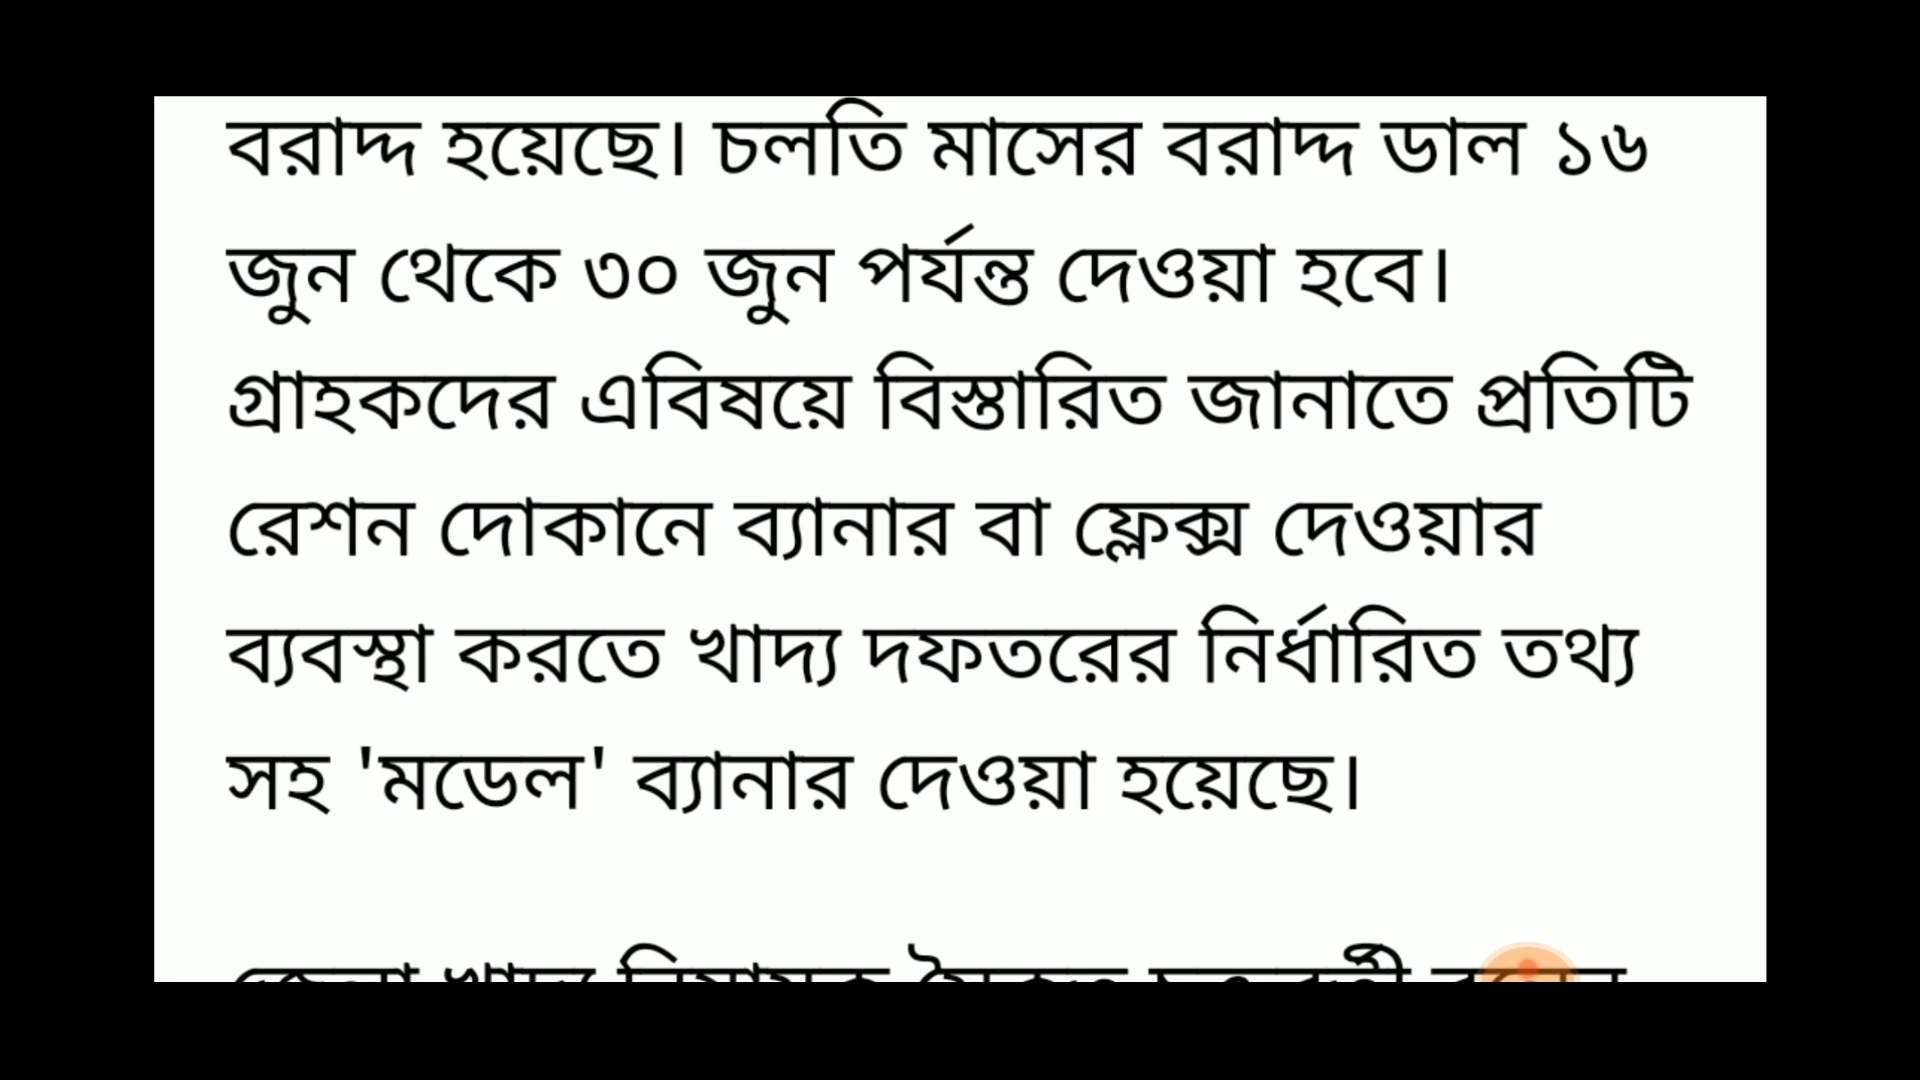 বরাদ্দ হয়েছে। চলতি মাসের বরাদ্দ ডাল ১৬
জুন থেকে ৩০ জুন পর্যন্ত দেওয়া হবে।
গ্রাহকদের এবিষয়ে বিস্তারিত জানাতে প্রতিটি
রেশন দোকানে ব্যানার বা ফ্লেক্স দেওয়ার
ব্যবস্থা করতে খাদ্য দফতরের নির্ধারিত তথ্য
সহ 'মডেল' ব্যানার দেওয়া হয়েছে।